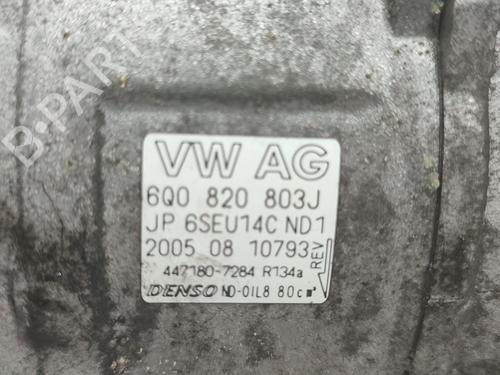 B-PARTS
VW AG
6Q0 820 803J
JP 6SEU14C ND1
2005 08 10793
REV
447180-7284 R134a
DENSO ND-OIL8 80cm³